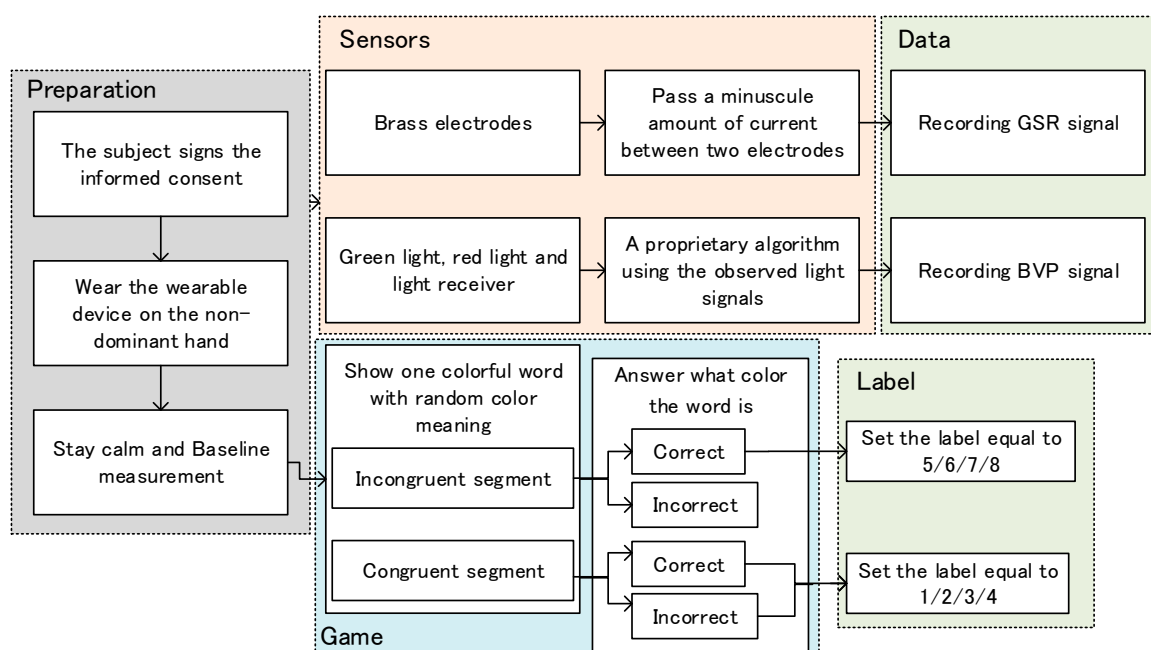 Preparation
The subject signs the
informed consent
Wear the wearable
device on the non-
dominant hand
Stay calm and Baseline
measurement
Sensors
Brass electrodes
Pass a minuscule
amount of current
between two electrodes
Green light, red light and
light receiver
A proprietary algorithm
using the observed light
signals
Data
Recording GSR signal
Recording BVP signal
Show one colorful word
with random color
meaning
Incongruent segment
Congruent segment
Game
Answer what color
the word is
Correct
Incorrect
Correct
Incorrect
Label
Set the label equal to
5/6/7/8
Set the label equal to
1/2/3/4